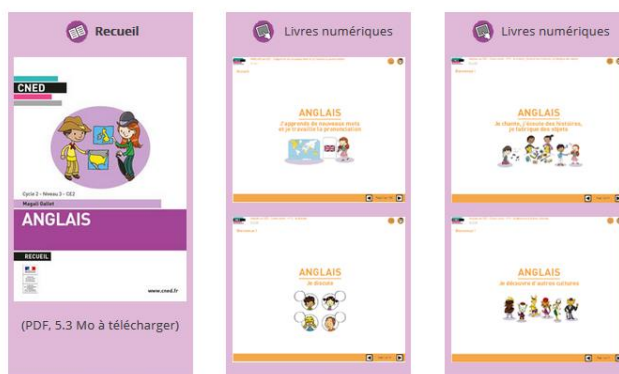 Recueil
CNED
Cycle 2 - Niveau 3 - CE2
Magali Ballet
ANGLAIS
RECUEIL
www.cned.fr
(PDF, 5.3 Mo à télécharger)
Livres numériques
ANGLAIS
J'apprends de nouveaux mots
et je travaille la prononciation
ANGLAIS
Je discute
Livres numériques
ANGLAIS
Je chante, j'écoute des histoires,
je fabrique des objets
ANGLAIS
Je découvre d'autres cultures